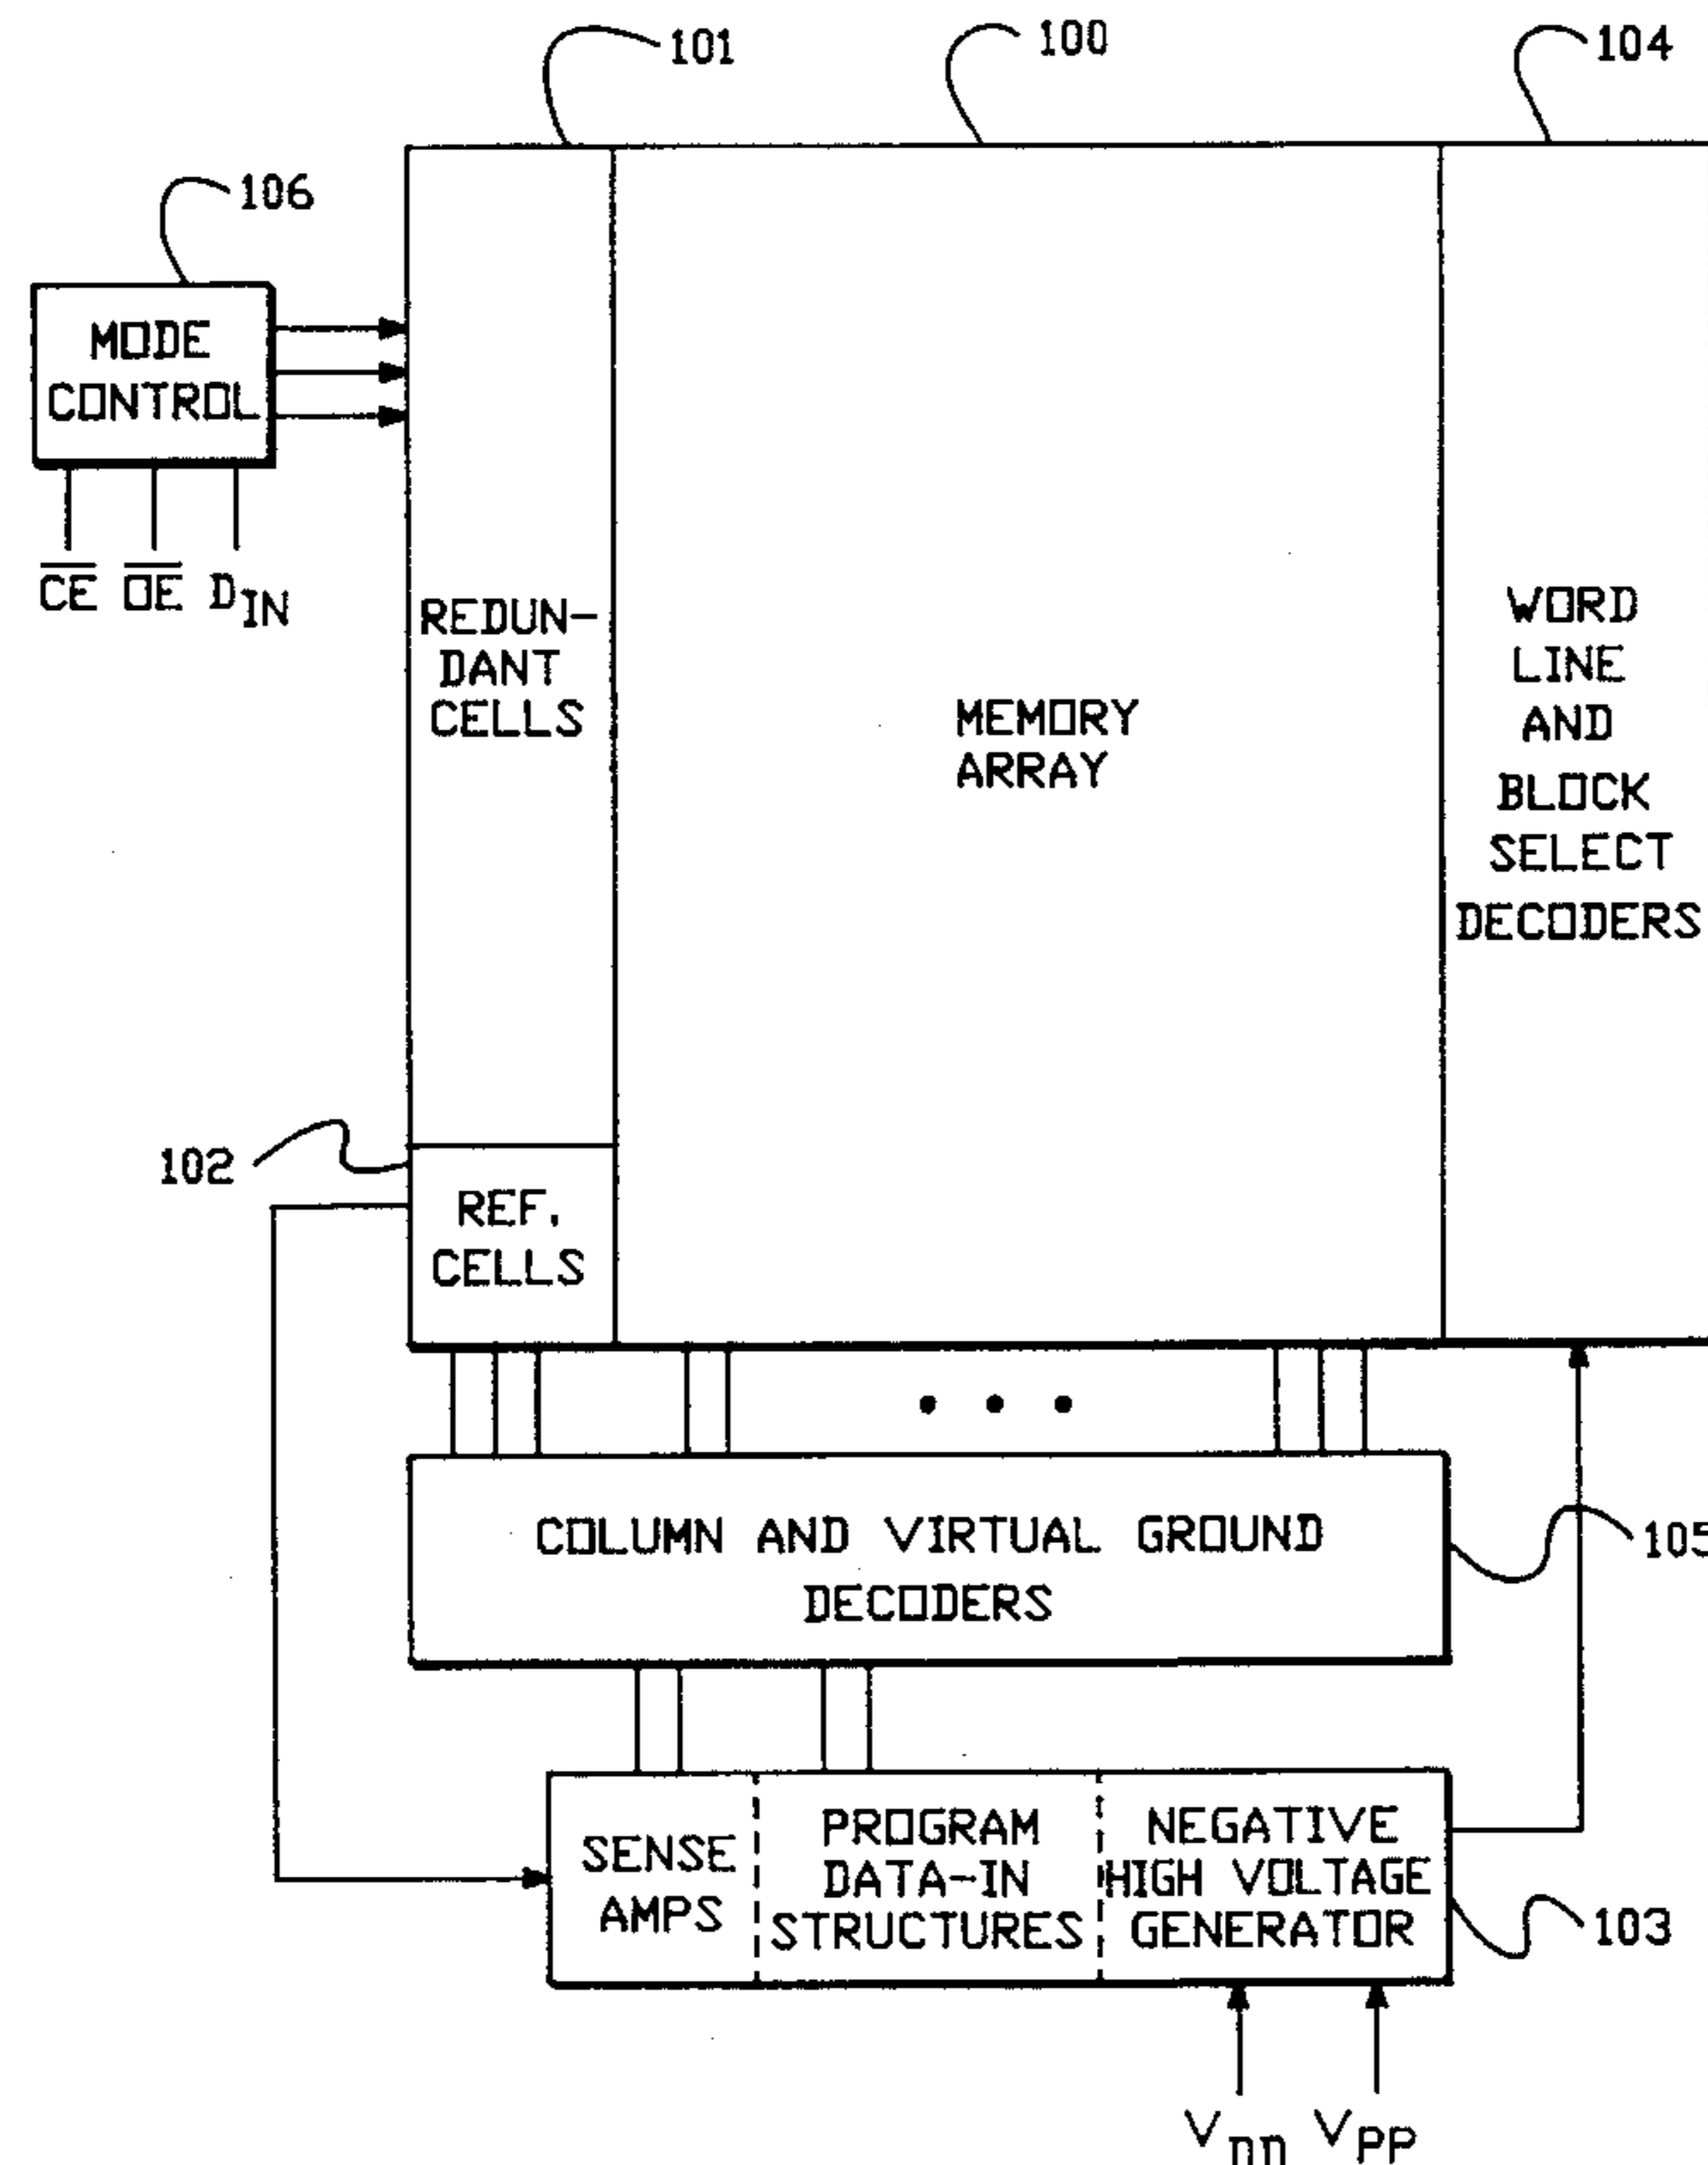 101
100
104
106
MODE
CONTROL
C̅E̅ O̅E̅ DIN
REDUN-
DANT
CELLS
MEMORY
ARRAY
WORD
LINE
AND
BLOCK
SELECT
DECODERS
102
REF.
CELLS
COLUMN AND VIRTUAL GROUND
DECODERS
105
SENSE
AMPS
PROGRAM
DATA-IN
STRUCTURES
NEGATIVE
HIGH VOLTAGE
GENERATOR
103
VDD VPP